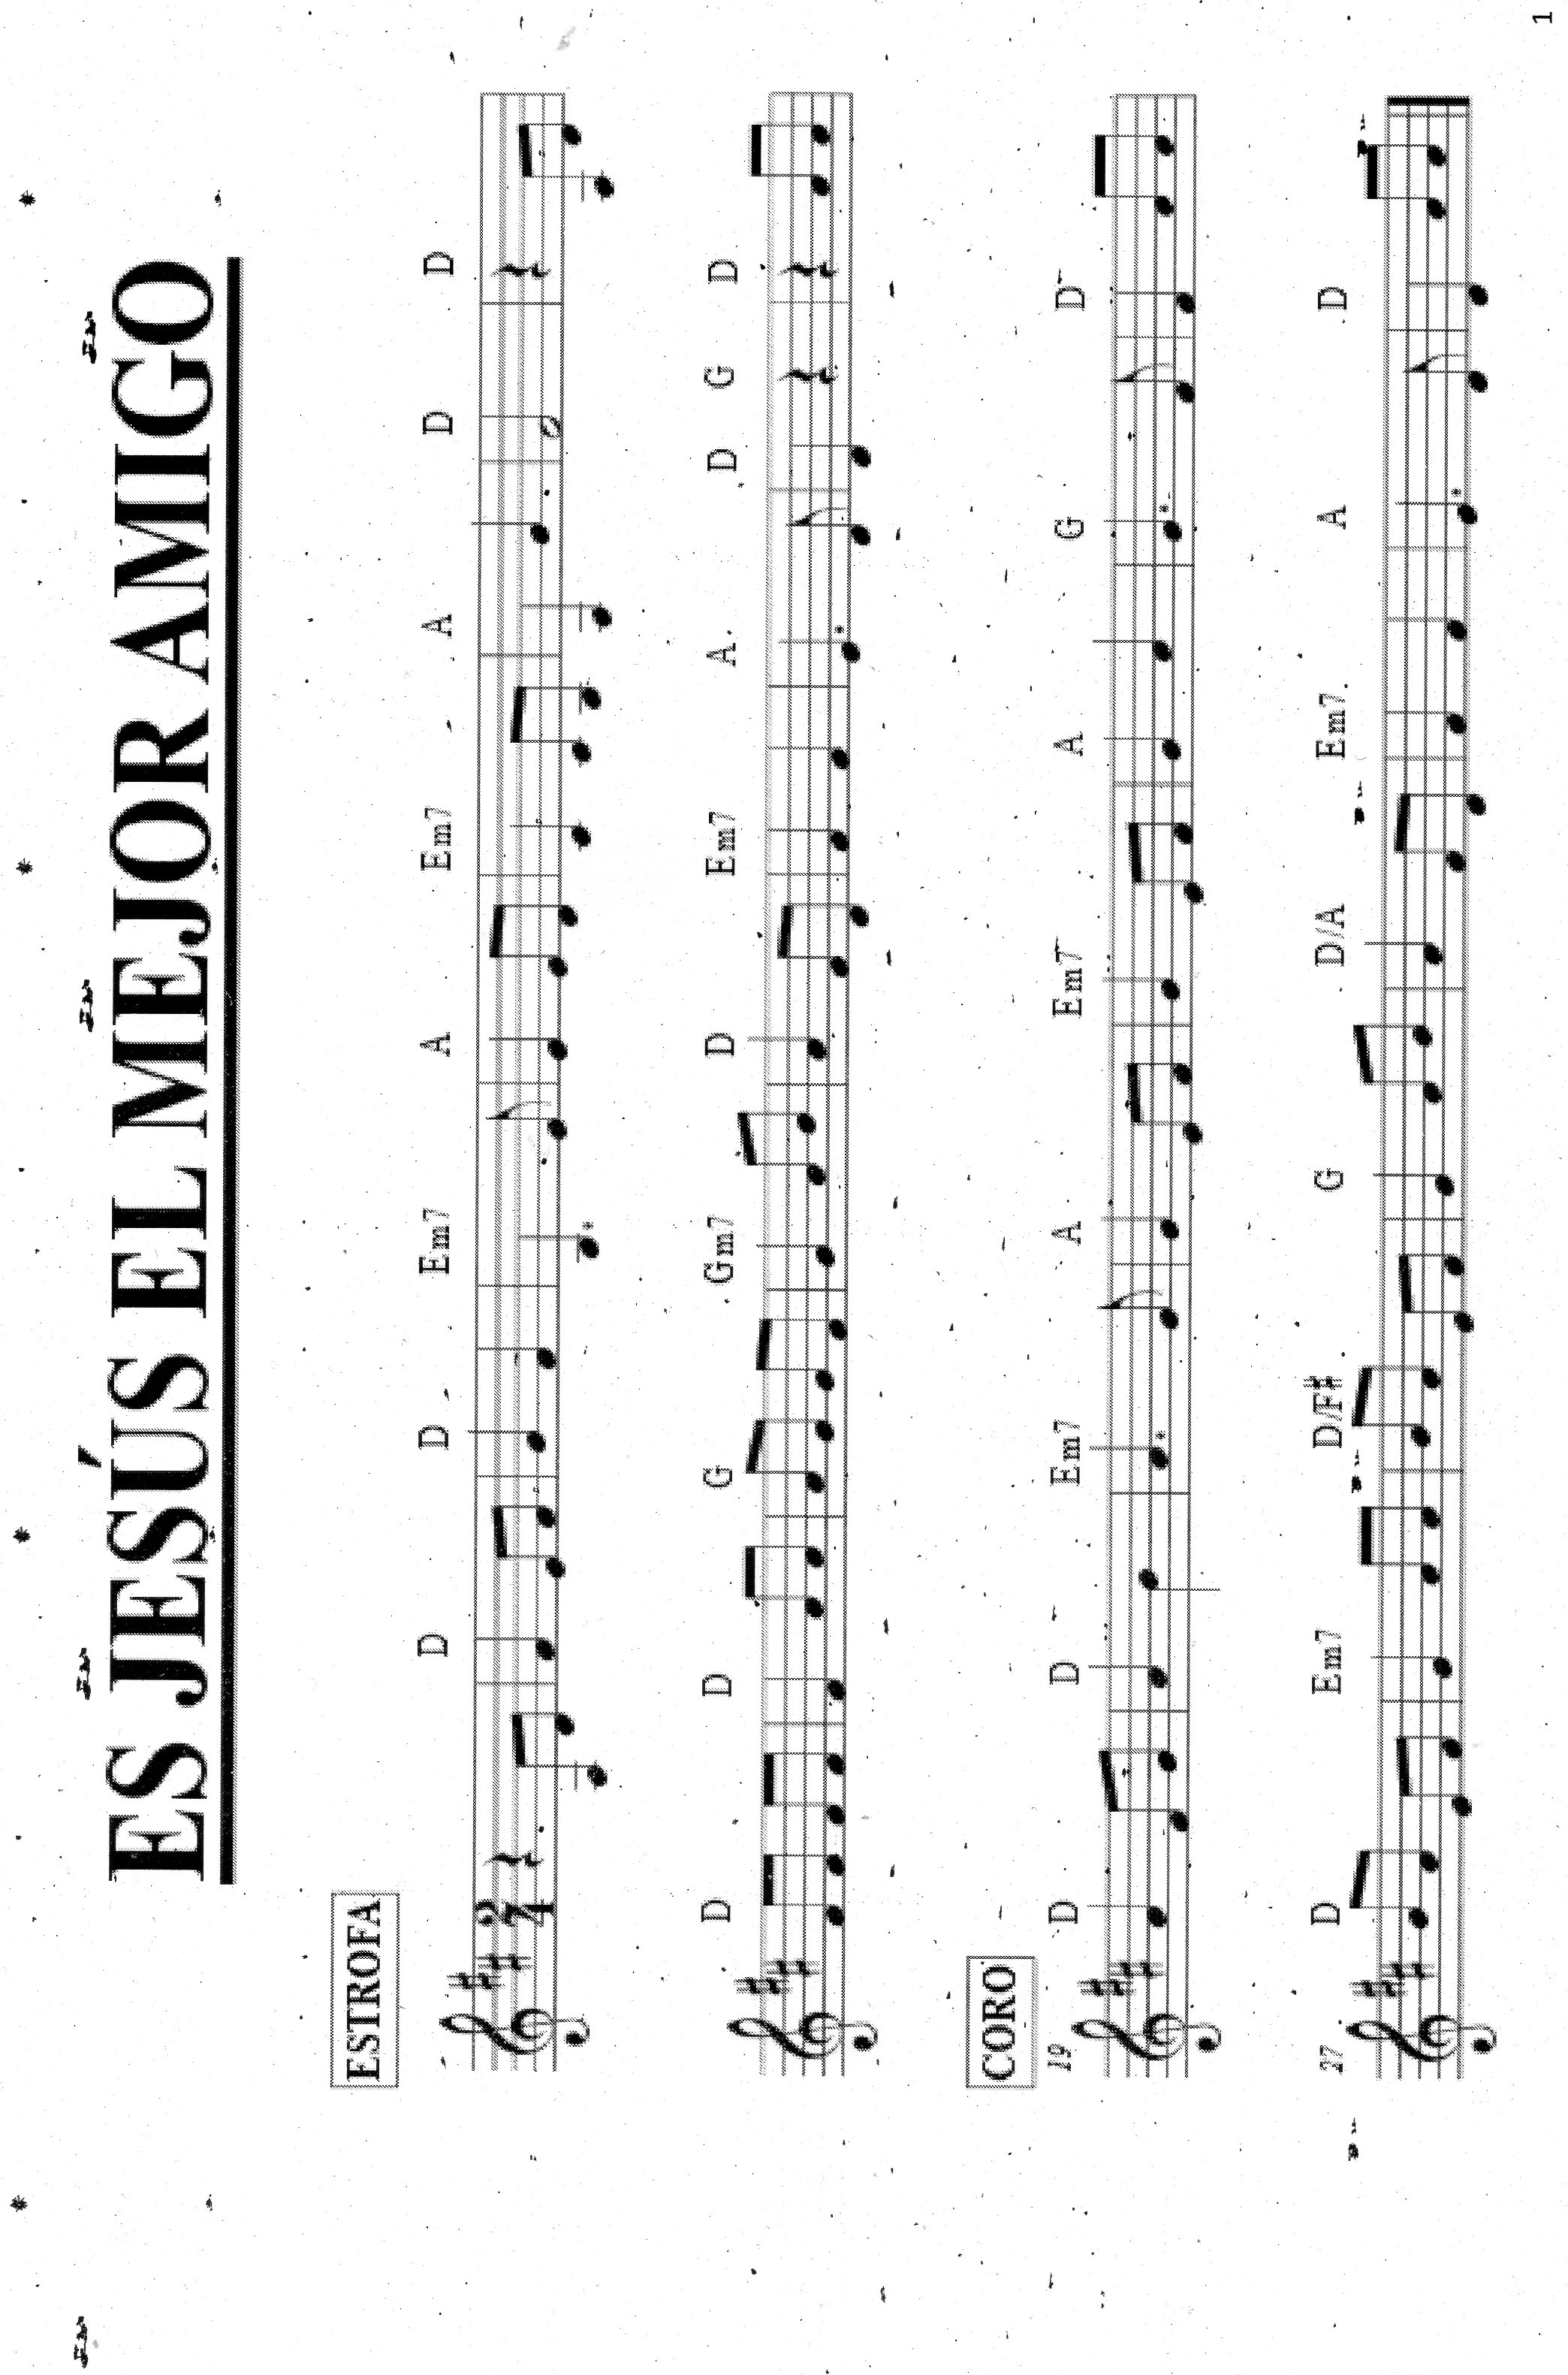 ES JESÚS EL MEJOR AMIGO
ESTROFA
D D Em7 A Em7 A D D
2
4
D D G Gm7 D Em7 A D G D
CORO
19
D D Em7 A Em7 A G D
27
D Em7 D/F# G D/A Em7 A D
1